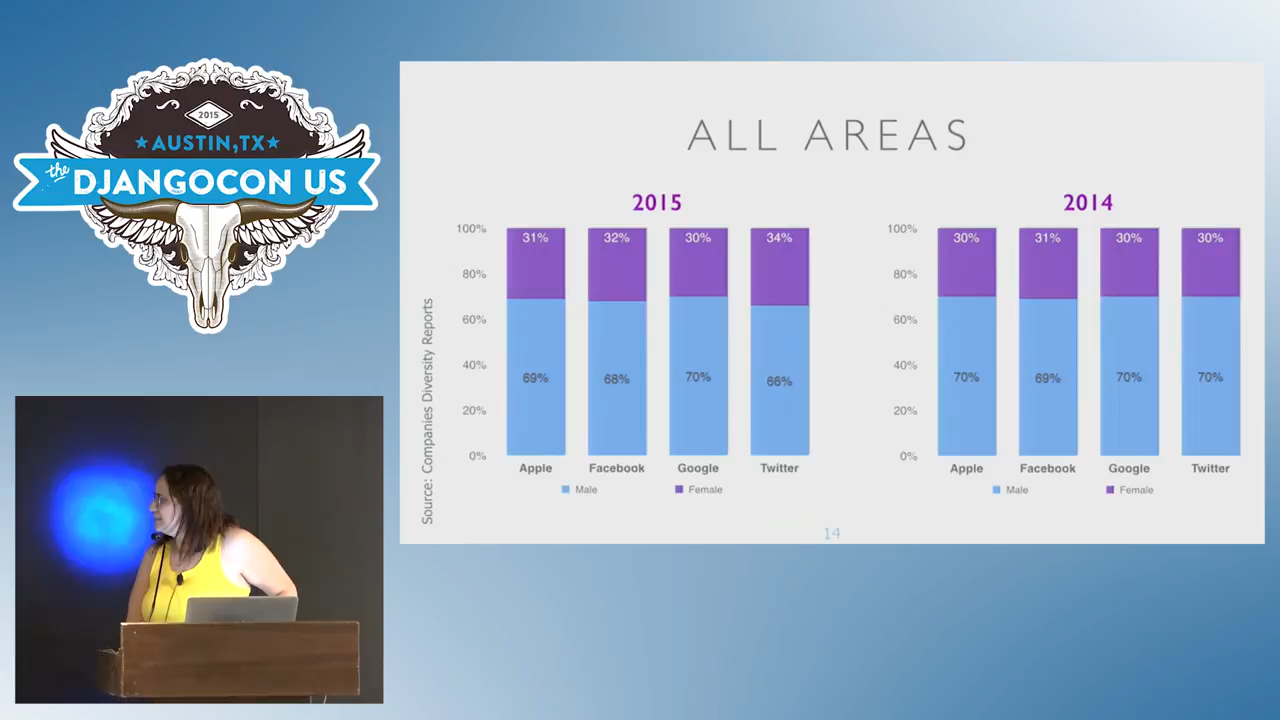 2015
★ AUSTIN,TX ★
the
DJANGOCON US
ALL AREAS
2015
100%
80%
60%
40%
20%
0%
31%
32%
30%
34%
69%
68%
70%
66%
Apple
Facebook
Google
Twitter
Male
Female
2014
100%
80%
60%
40%
20%
0%
30%
31%
30%
30%
70%
69%
70%
70%
Apple
Facebook
Google
Twitter
Male
Female
Source: Companies Diversity Reports
14